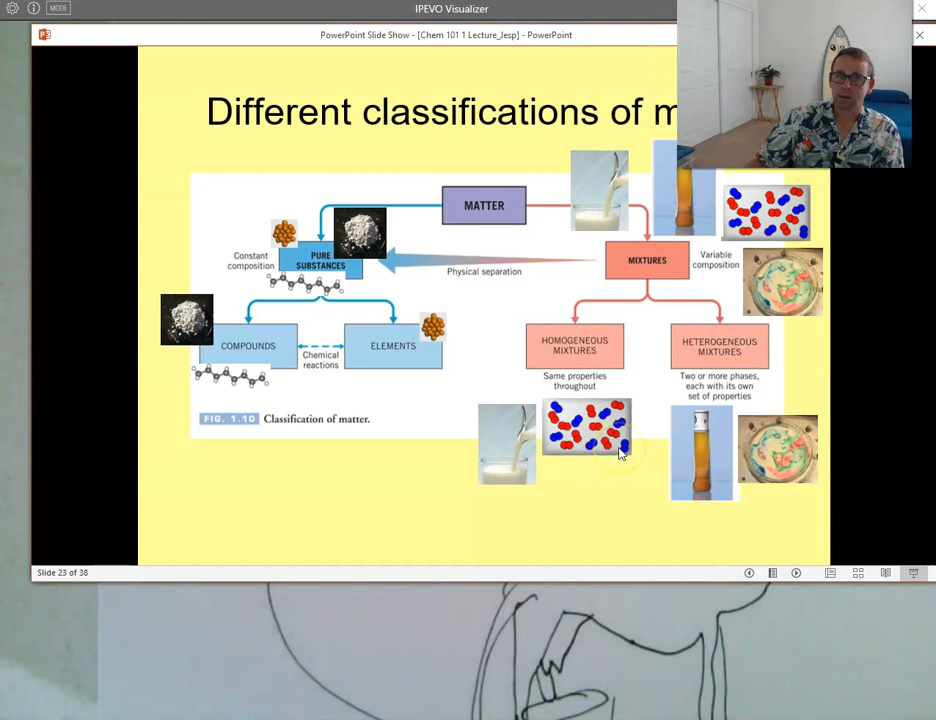 MODE
IPEVO Visualizer
PowerPoint Slide Show - [Chem 101 1 Lecture_Jesp] - PowerPoint
Different classifications of m
MATTER
Constant
composition
PURE
SUBSTANCES
Physical separation
MIXTURES
Variable
composition
COMPOUNDS
Chemical
reactions
ELEMENTS
HOMOGENEOUS
MIXTURES
Same properties
throughout
HETEROGENEOUS
MIXTURES
Two or more phases,
each with its own
set of properties
FIG. 1.10 Classification of matter.
Slide 23 of 38